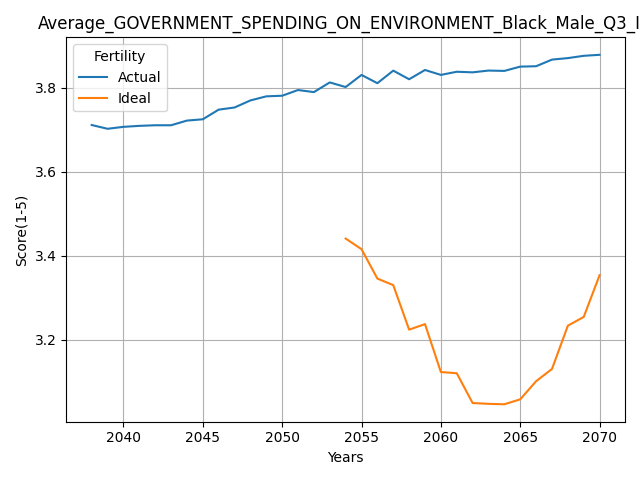 Average_GOVERNMENT_SPENDING_ON_ENVIRONMENT_Black_Male_Q3_I
Fertility
Actual
Ideal
3.8
3.6
3.4
3.2
Score(1-5)
2040 2045 2050 2055 2060 2065 2070
Years